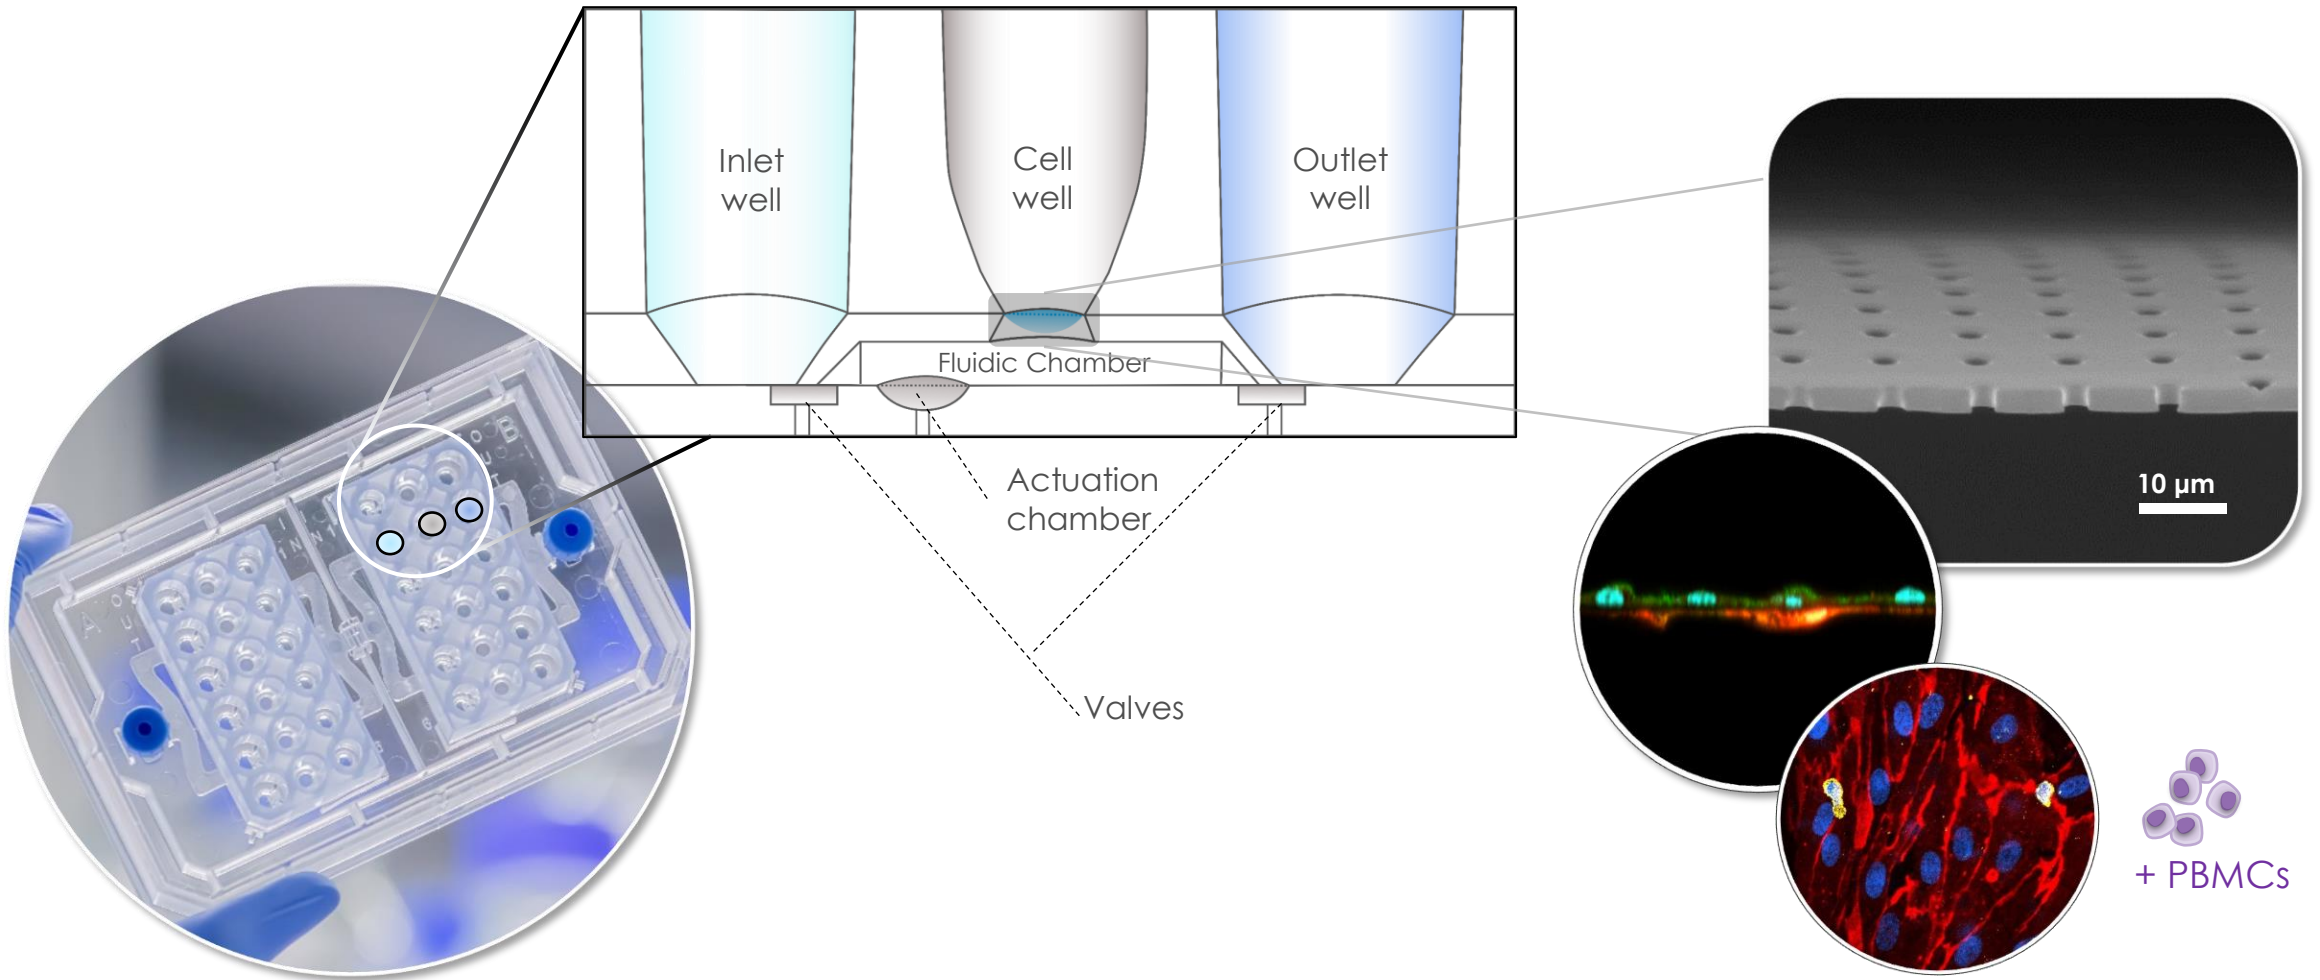 Inlet
well
Cell
well
Outlet
well
Fluidic Chamber
Actuation
chamber
Valves
10 µm
+ PBMCs
A
B